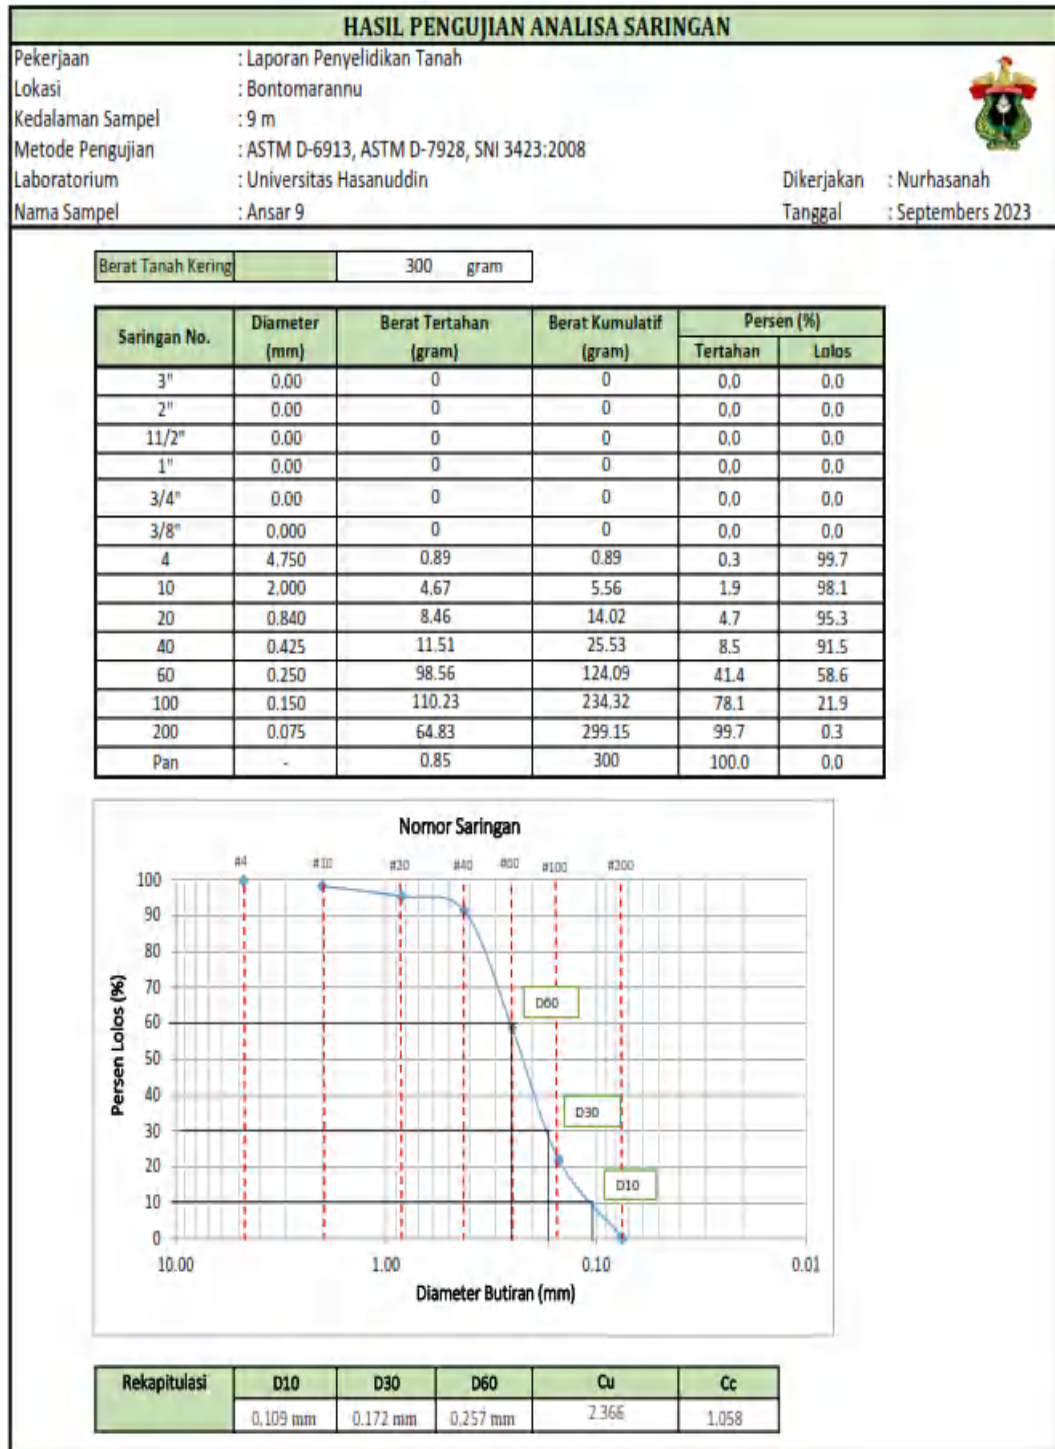 HASIL PENGUJIAN ANALISA SARINGAN
Pekerjaan : Laporan Penyelidikan Tanah
Lokasi : Bontomarannu
Kedalaman Sampel : 9 m
Metode Pengujian : ASTM D-6913, ASTM D-7928, SNI 3423:2008
Laboratorium : Universitas Hasanuddin Dikerjakan : Nurhasanah
Nama Sampel : Ansar 9 Tanggal : Septembers 2023
Berat Tanah Kering 300 gram
Saringan No. Diameter (mm) Berat Tertahan (gram) Berat Kumulatif (gram) Persen (%)
Tertahan Lolos
3" 0.00 0 0 0,0 0,0
2" 0.00 0 0 0,0 0,0
11/2" 0.00 0 0 0,0 0,0
1" 0.00 0 0 0,0 0,0
3/4" 0.00 0 0 0,0 0,0
3/8" 0.000 0 0 0,0 0,0
4 4.750 0.89 0.89 0.3 99.7
10 2.000 4.67 5.56 1.9 98.1
20 0.840 8.46 14.02 4.7 95.3
40 0.425 11.51 25.53 8.5 91.5
60 0.250 98.56 124.09 41.4 58.6
100 0.150 110.23 234.32 78.1 21.9
200 0.075 64.83 299.15 99.7 0.3
Pan - 0.85 300 100.0 0,0
Nomor Saringan
#4 #10 #20 #40 #60 #100 #200
100
90
80
70
60
50
40
30
20
10
0
Persen Lolos (%)
D60
D30
D10
10.00 1.00 0.10 0.01
Diameter Butiran (mm)
Rekapitulasi D10 D30 D60 Cu Cc
0,109 mm 0.172 mm 0,257 mm 2.366 1,058